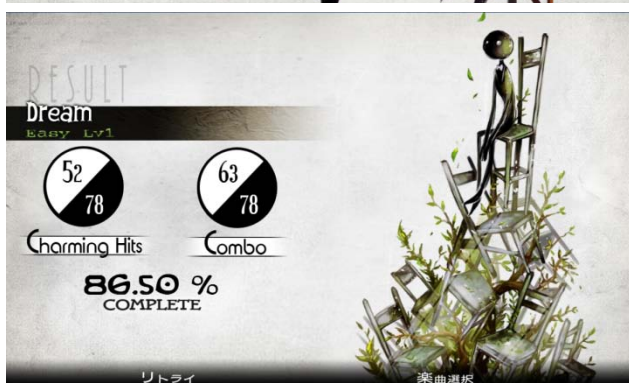 RESULT
Dream
Easy Lv1
52
78
63
78
Charming Hits
Combo
86.50 %
COMPLETE
リトライ
楽曲選択